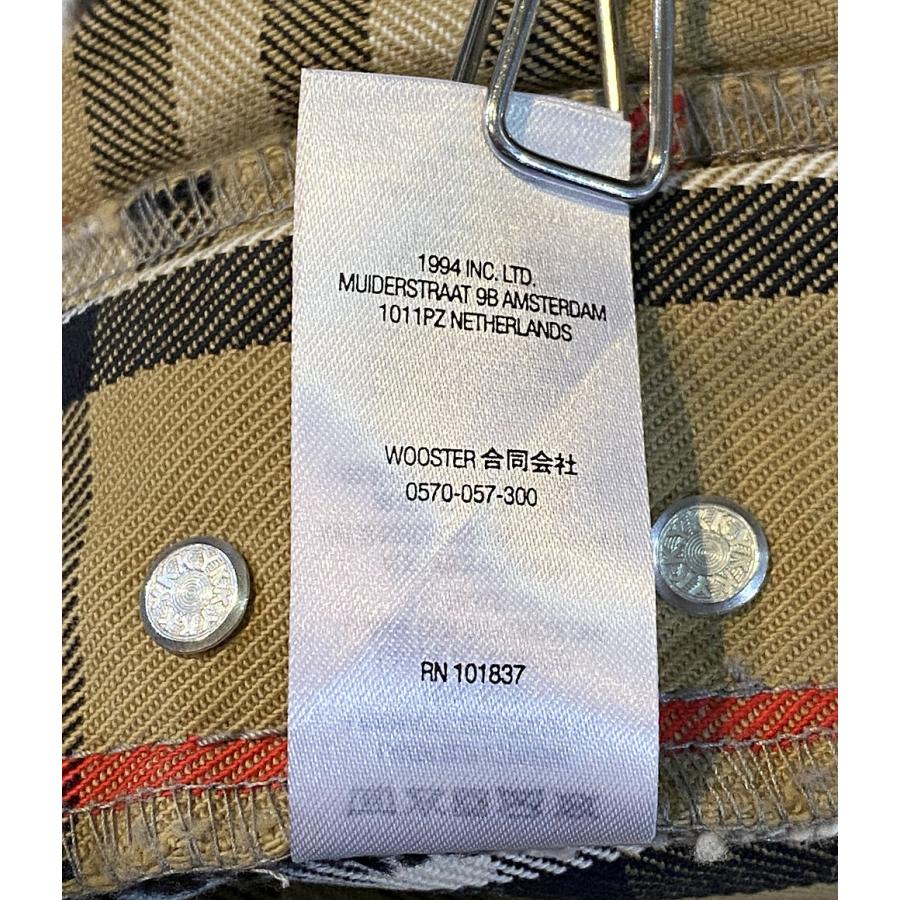 1994 INC. LTD.
MUIDERSTRAAT 9B AMSTERDAM
1011PZ NETHERLANDS
WOOSTER 合同会社
0570-057-300
RN 101837